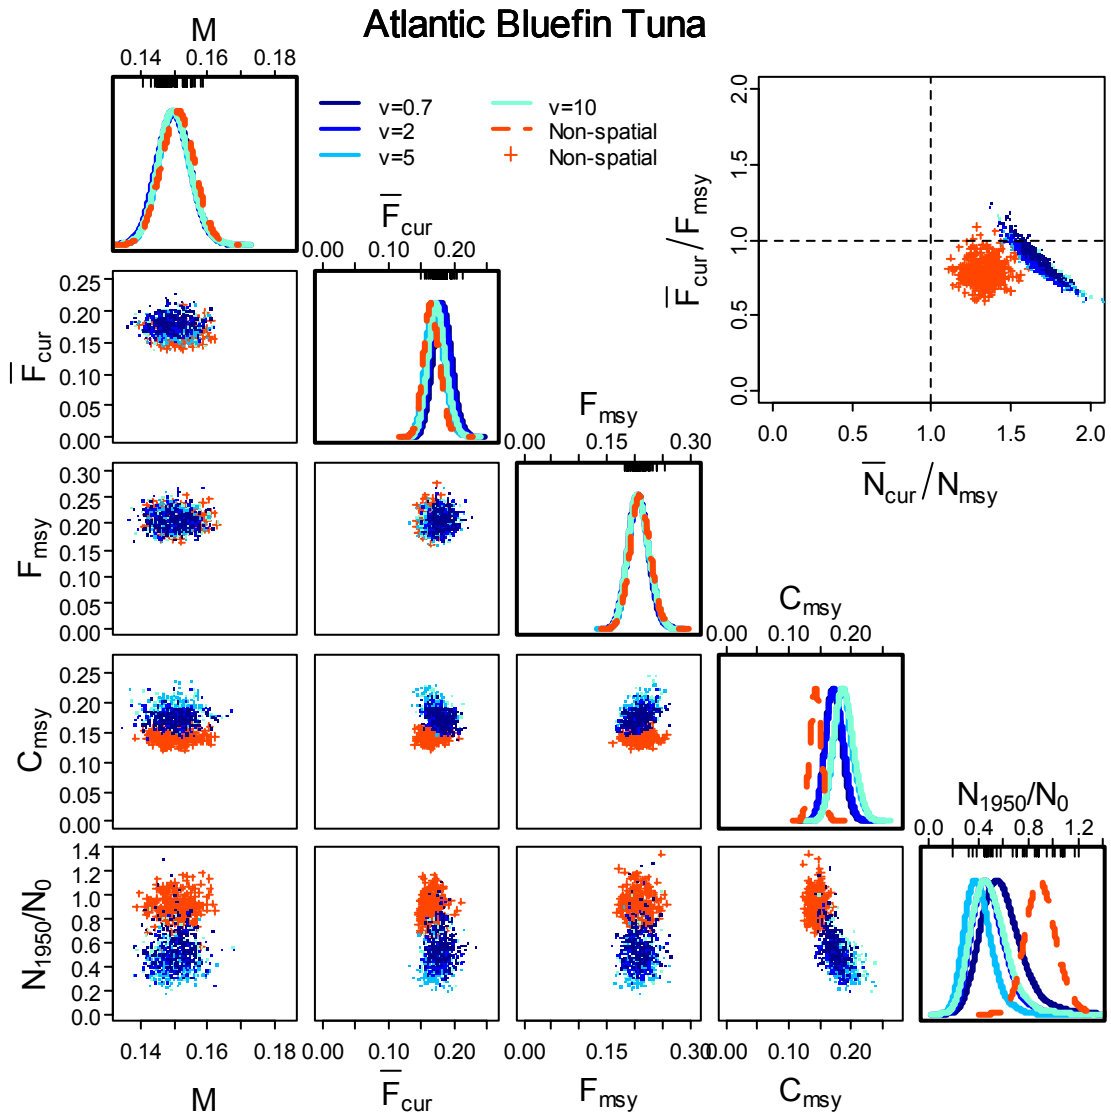 Atlantic Bluefin Tuna
M
0.14 0.16 0.18
v=0.7
v=2
v=5
v=10
Non-spatial
Non-spatial
F̅cur
0.00 0.10 0.20
F̅cur / Fmsy
0.0 0.5 1.0 1.5 2.0
0.0 0.5 1.0 1.5 2.0
N̅cur / Nmsy
F̅cur
0.25
0.20
0.15
0.10
0.05
0.00
Fmsy
0.00 0.15 0.30
Fmsy
0.30
0.25
0.20
0.15
0.10
0.05
0.00
Cmsy
0.00 0.10 0.20
Cmsy
0.25
0.20
0.15
0.10
0.05
0.00
N1950/N0
0.0 0.4 0.8 1.2
N1950/N0
1.4
1.2
1.0
0.8
0.6
0.4
0.2
0.0
0.14 0.16 0.18 0.00 0.10 0.20 0.00 0.15 0.30 0.00 0.10 0.20
M F̅cur Fmsy Cmsy